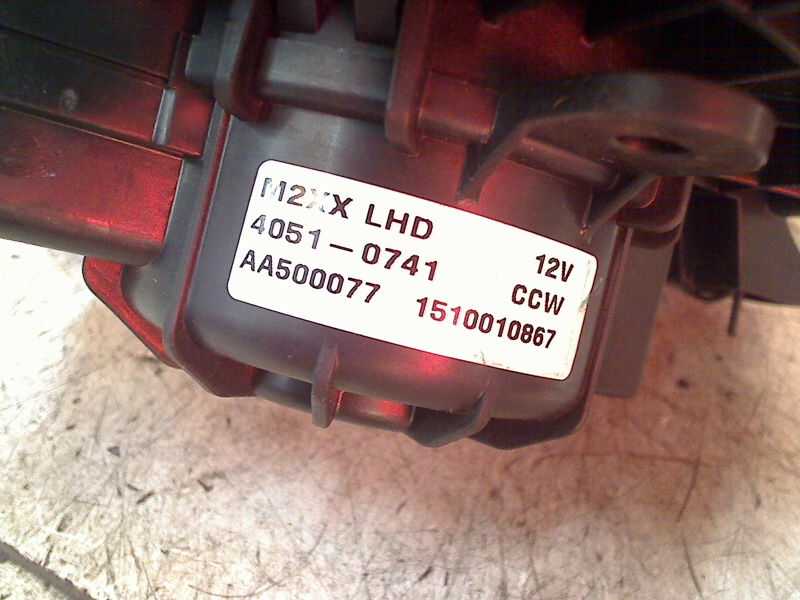 M2XX LHD
4051-0741 12V
AA500077 CCW
1510010867